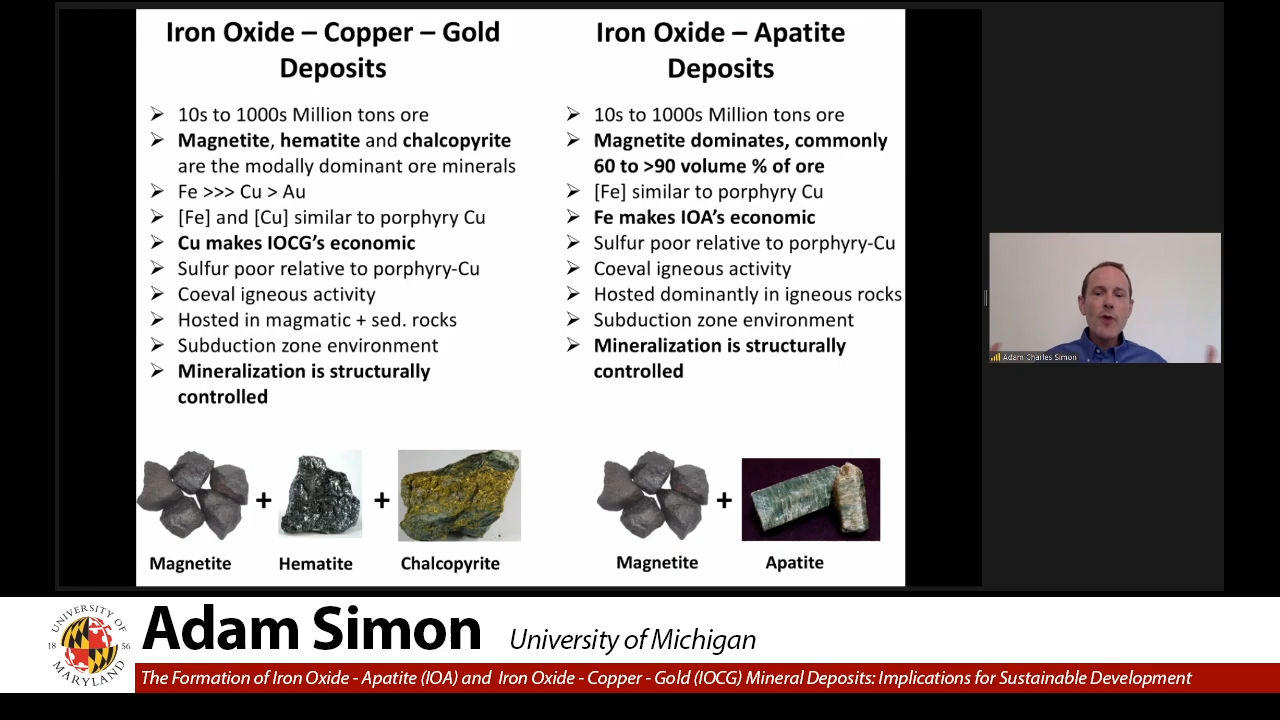 Iron Oxide – Copper – Gold
Deposits
➢ 10s to 1000s Million tons ore
➢ Magnetite, hematite and chalcopyrite
are the modally dominant ore minerals
➢ Fe >>> Cu > Au
➢ [Fe] and [Cu] similar to porphyry Cu
➢ Cu makes IOCG’s economic
➢ Sulfur poor relative to porphyry-Cu
➢ Coeval igneous activity
➢ Hosted in magmatic + sed. rocks
➢ Subduction zone environment
➢ Mineralization is structurally
controlled
+ +
Magnetite Hematite Chalcopyrite
Iron Oxide – Apatite
Deposits
➢ 10s to 1000s Million tons ore
➢ Magnetite dominates, commonly
60 to >90 volume % of ore
➢ [Fe] similar to porphyry Cu
➢ Fe makes IOA’s economic
➢ Sulfur poor relative to porphyry-Cu
➢ Coeval igneous activity
➢ Hosted dominantly in igneous rocks
➢ Subduction zone environment
➢ Mineralization is structurally
controlled
+
Magnetite Apatite
Adam Charles Simon
UNIVERSITY OF
18 56
MARYLAND
Adam Simon University of Michigan
The Formation of Iron Oxide - Apatite (IOA) and Iron Oxide - Copper - Gold (IOCG) Mineral Deposits: Implications for Sustainable Development